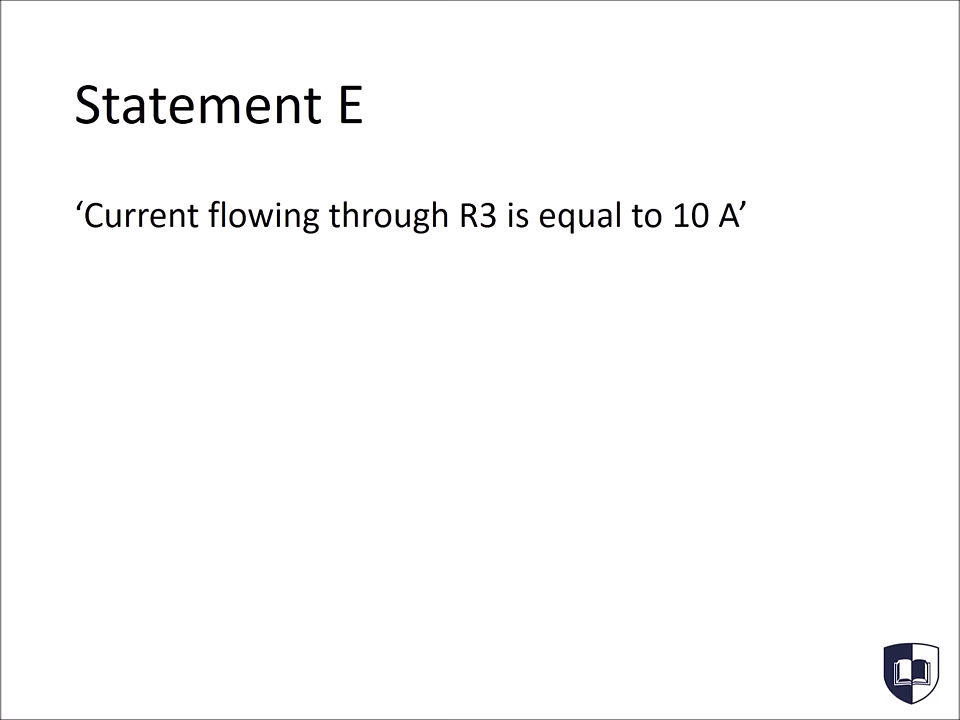 Statement E
‘Current flowing through R3 is equal to 10 A’